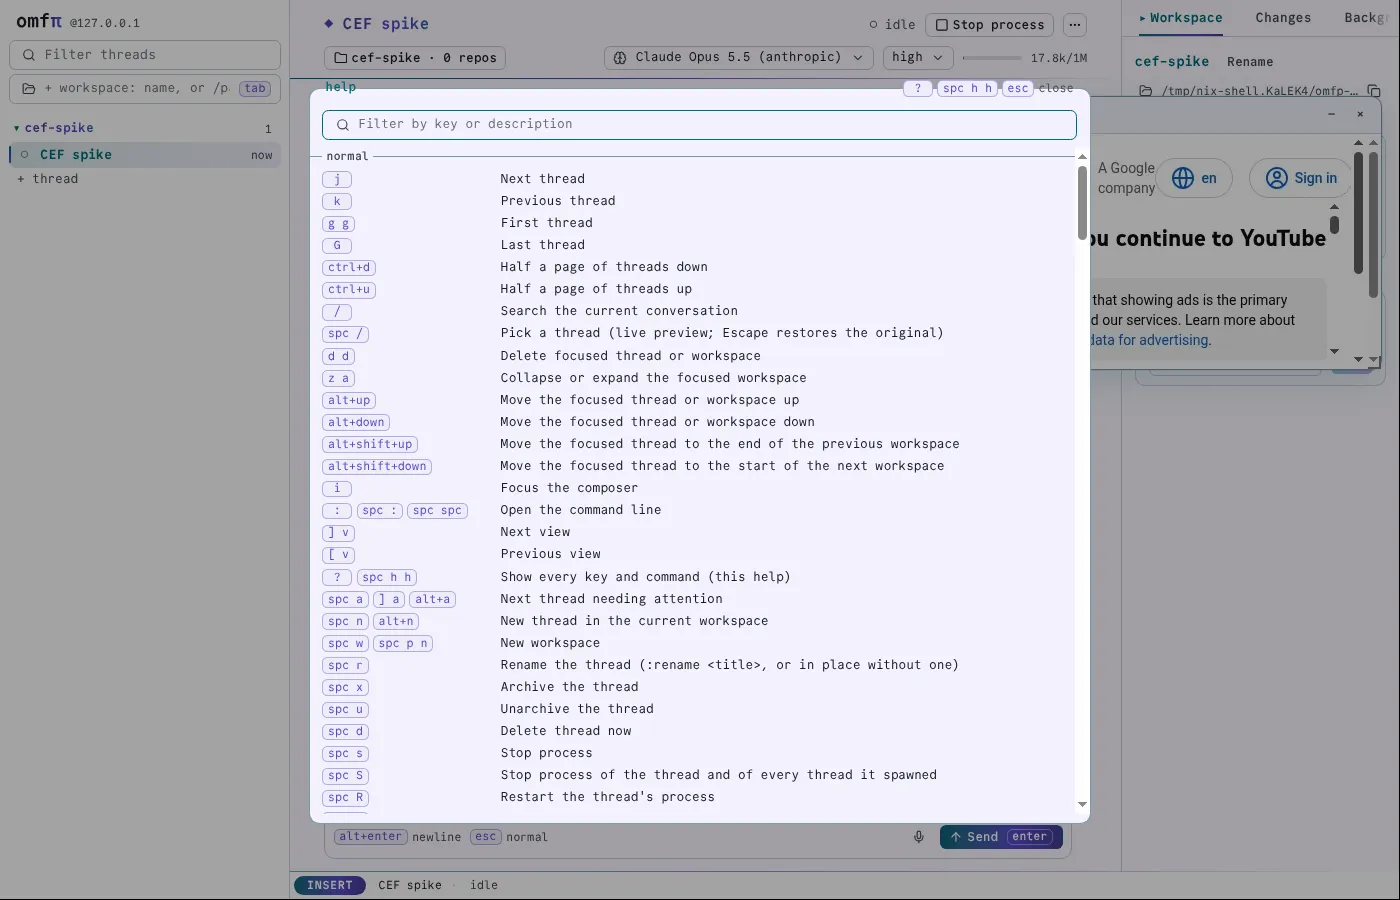 omfπ @127.0.0.1
Filter threads
+ workspace: name, or /p tab
▾ cef-spike 1
CEF spike now
+ thread
◆ CEF spike
idle
Stop process
cef-spike · 0 repos
Claude Opus 5.5 (anthropic)
high
17.8k/1M
▸ Workspace Changes Backg
cef-spike Rename
/tmp/nix-shell.KaLEK4/omfp-…
help
? spc h h esc close
Filter by key or description
normal
j Next thread
k Previous thread
g g First thread
G Last thread
ctrl+d Half a page of threads down
ctrl+u Half a page of threads up
/ Search the current conversation
spc / Pick a thread (live preview; Escape restores the original)
d d Delete focused thread or workspace
z a Collapse or expand the focused workspace
alt+up Move the focused thread or workspace up
alt+down Move the focused thread or workspace down
alt+shift+up Move the focused thread to the end of the previous workspace
alt+shift+down Move the focused thread to the start of the next workspace
i Focus the composer
: spc : spc spc Open the command line
] v Next view
[ v Previous view
? spc h h Show every key and command (this help)
spc a ] a alt+a Next thread needing attention
spc n alt+n New thread in the current workspace
spc w spc p n New workspace
spc r Rename the thread (:rename <title>, or in place without one)
spc x Archive the thread
spc u Unarchive the thread
spc d Delete thread now
spc s Stop process
spc S Stop process of the thread and of every thread it spawned
spc R Restart the thread's process
A Google
company
en
Sign in
ou continue to YouTube
that showing ads is the primary
d our services. Learn more about
data for advertising.
alt+enter newline esc normal
Send enter
INSERT CEF spike · idle